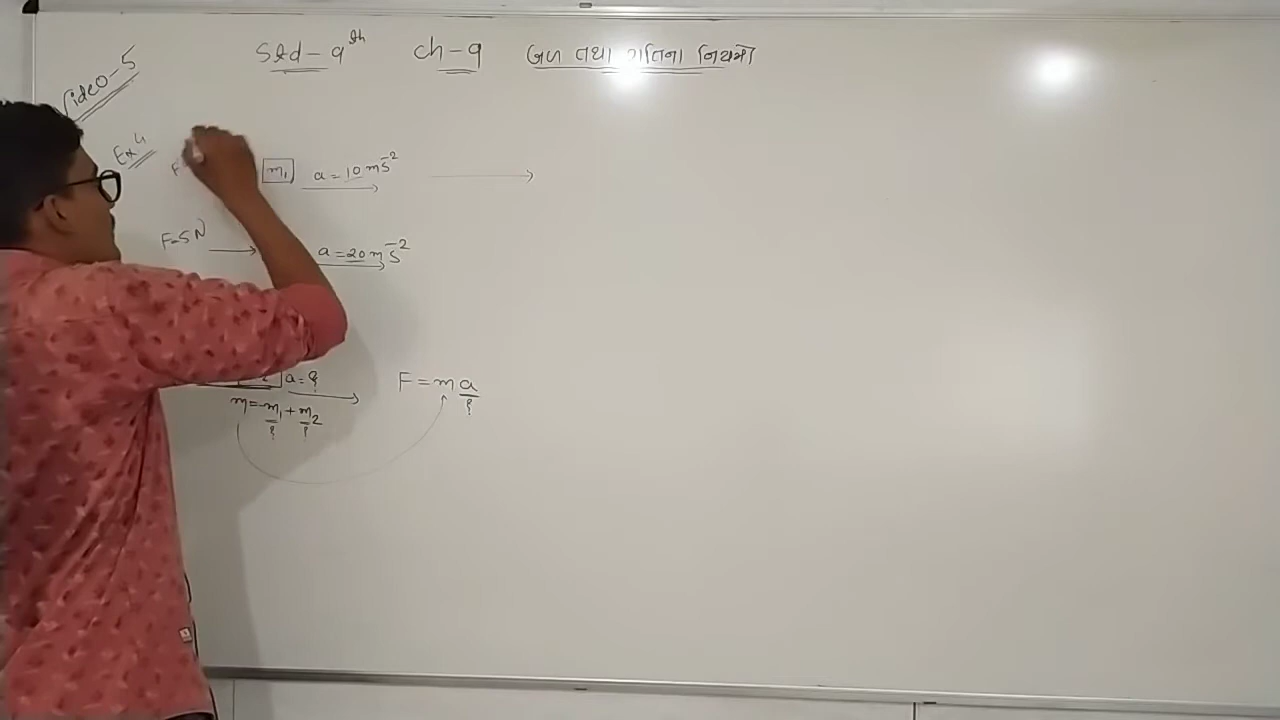 Std-9th ch-9 બળ તથા ગતિના નિયમો
Video-5
Ex 4
F m1 a = 10 ms-2
F=5N a = 20 ms-2
a = ? F = m a
?
m = m1 + m2
? ?